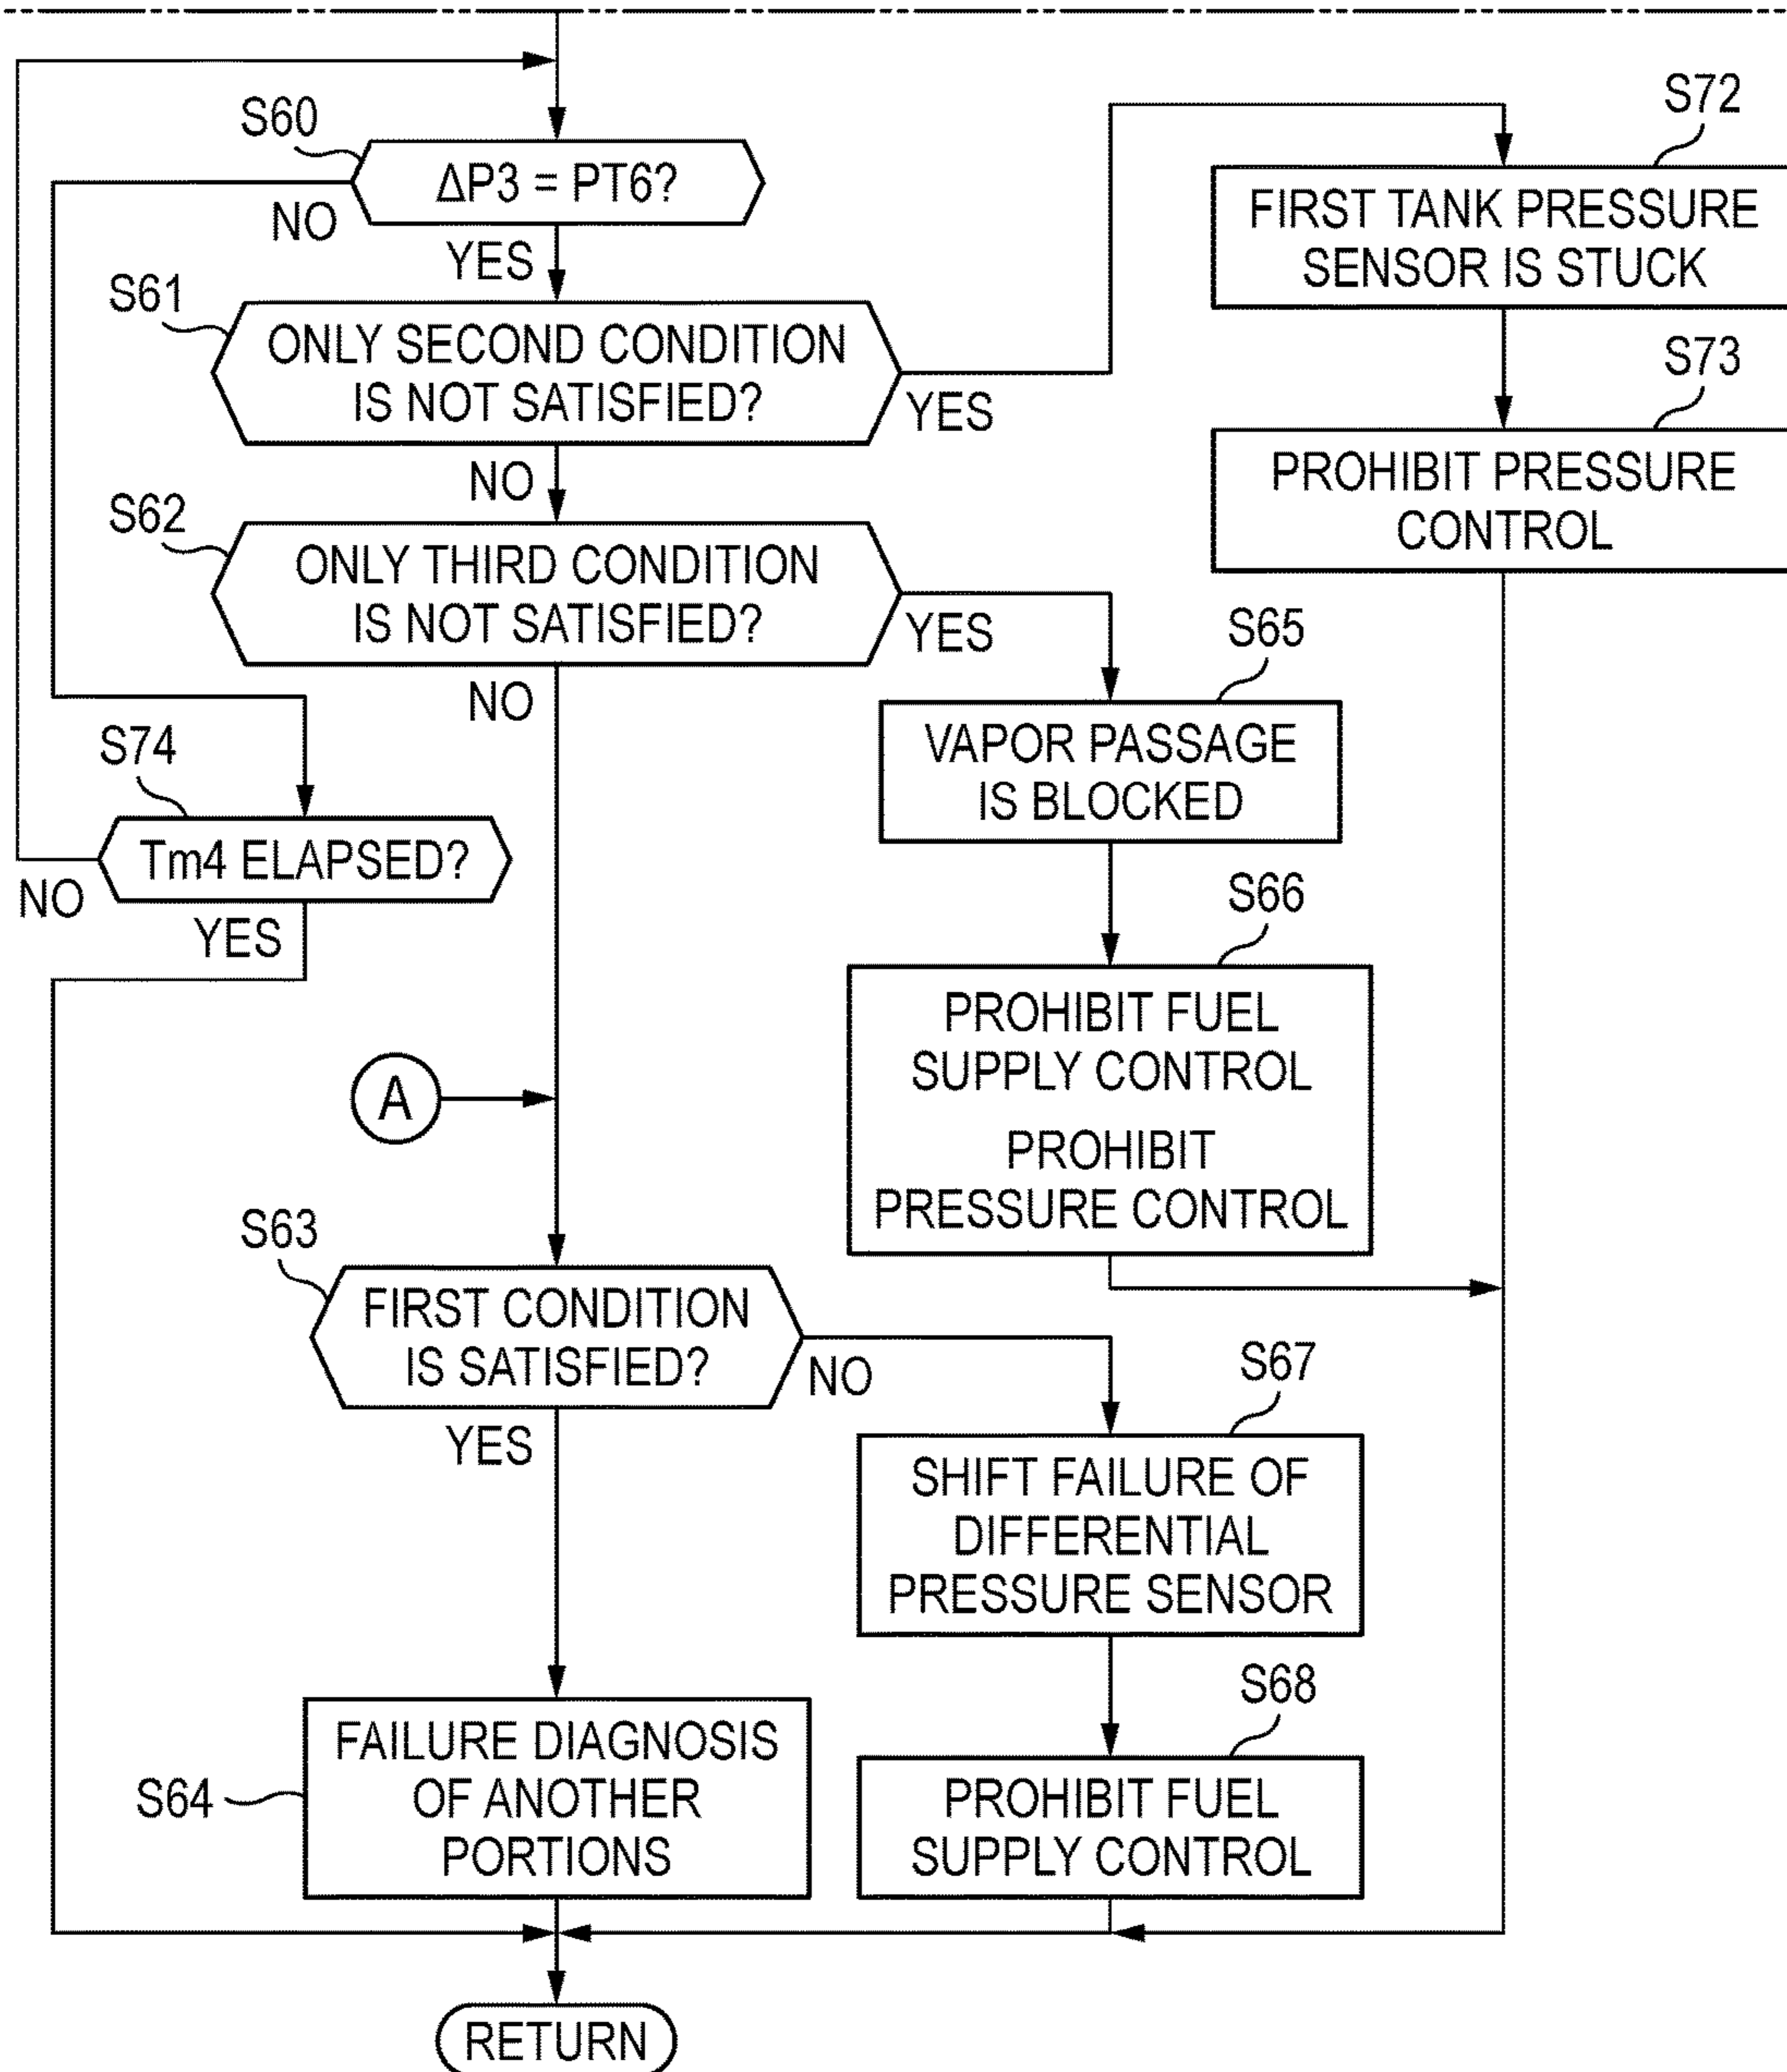 S60
ΔP3 = PT6?
NO
YES
S72
FIRST TANK PRESSURE
SENSOR IS STUCK
S61
ONLY SECOND CONDITION
IS NOT SATISFIED?
YES
NO
S73
PROHIBIT PRESSURE
CONTROL
S62
ONLY THIRD CONDITION
IS NOT SATISFIED?
YES
NO
S65
VAPOR PASSAGE
IS BLOCKED
S74
Tm4 ELAPSED?
NO
YES
S66
PROHIBIT FUEL
SUPPLY CONTROL
PROHIBIT
PRESSURE CONTROL
A
S63
FIRST CONDITION
IS SATISFIED?
NO
YES
S67
SHIFT FAILURE OF
DIFFERENTIAL
PRESSURE SENSOR
S64
FAILURE DIAGNOSIS
OF ANOTHER
PORTIONS
S68
PROHIBIT FUEL
SUPPLY CONTROL
RETURN